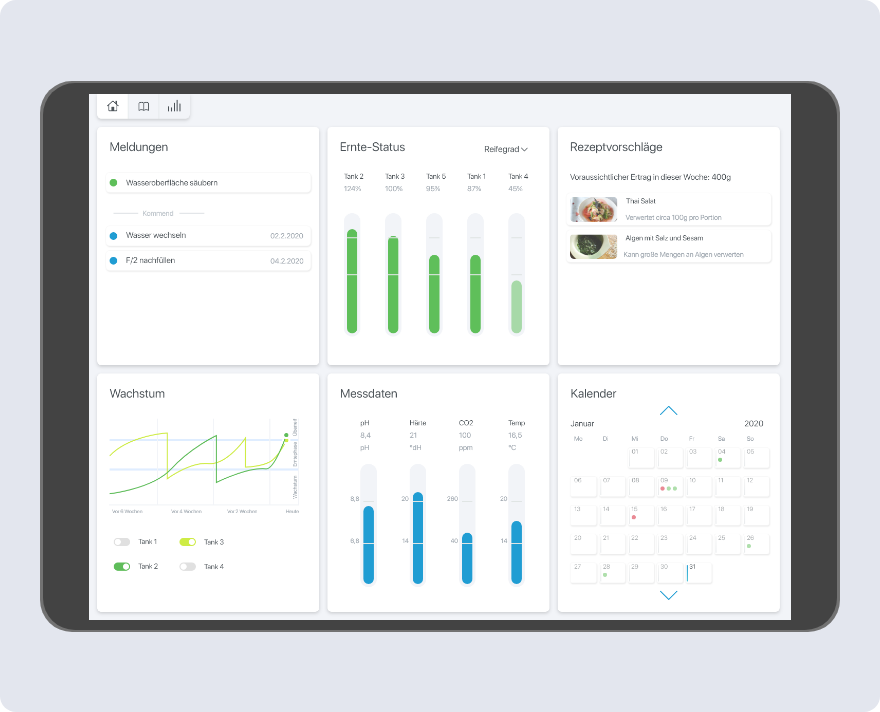 Meldungen
Wasseroberfläche säubern
Kommend
Wasser wechseln 02.2.2020
F/2 nachfüllen 04.2.2020
Ernte-Status
Reifegrad
Tank 2 Tank 3 Tank 5 Tank 1 Tank 4
124% 100% 95% 87% 45%
Rezeptvorschläge
Voraussichtlicher Ertrag in dieser Woche: 400g
Thai Salat
Verwertet circa 100g pro Portion
Algen mit Salz und Sesam
Kann große Mengen an Algen verwerten
Wachstum
Überreif
Erntephase
Wachstum
Vor 6 Wochen Vor 4 Wochen Vor 2 Wochen Heute
Tank 1 Tank 3
Tank 2 Tank 4
Messdaten
pH Härte CO2 Temp
8,4 21 100 16,5
pH °dH ppm °C
8,8 20 260 20
6,8 14 40 14
Kalender
Januar 2020
Mo Di Mi Do Fr Sa So
01 02 03 04 05
06 07 08 09 10 11 12
13 14 15 16 17 18 19
20 21 22 23 24 25 26
27 28 29 30 31